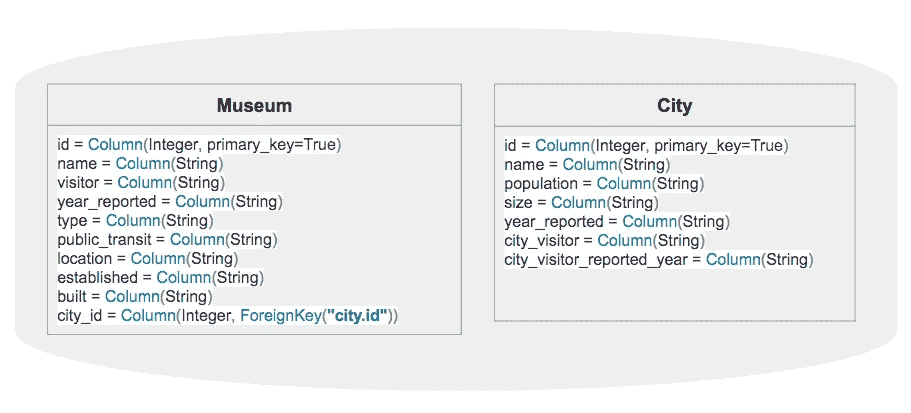 Museum
id = Column(Integer, primary_key=True)
name = Column(String)
visitor = Column(String)
year_reported = Column(String)
type = Column(String)
public_transit = Column(String)
location = Column(String)
established = Column(String)
built = Column(String)
city_id = Column(Integer, ForeignKey("city.id"))
City
id = Column(Integer, primary_key=True)
name = Column(String)
population = Column(String)
size = Column(String)
year_reported = Column(String)
city_visitor = Column(String)
city_visitor_reported_year = Column(String)